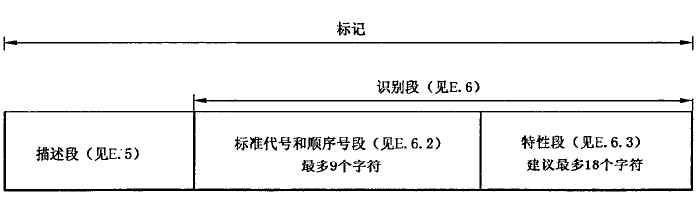 标记
识别段（见E.6）
描述段（见E.5）
标准代号和顺序号段（见E.6.2）
最多9个字符
特性段（见E.6.3）
建议最多18个字符